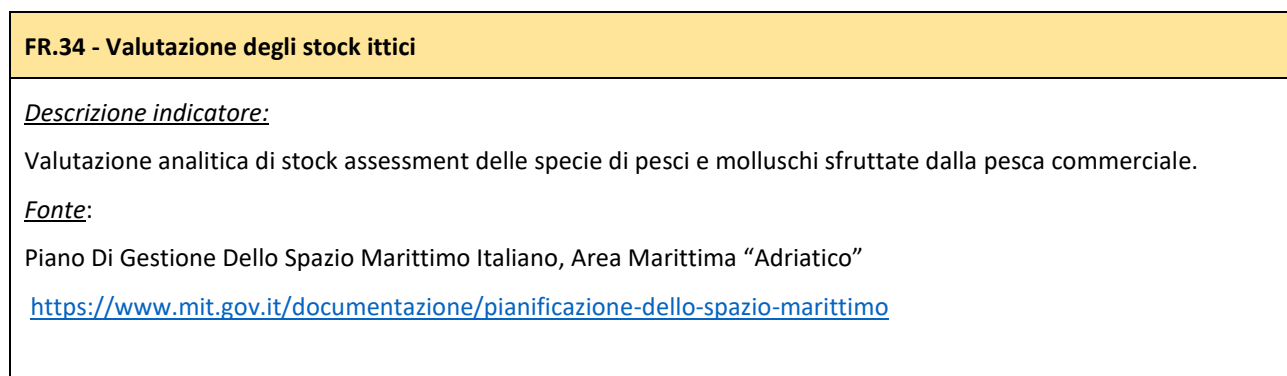 FR.34 - Valutazione degli stock ittici
Descrizione indicatore:
Valutazione analitica di stock assessment delle specie di pesci e molluschi sfruttate dalla pesca commerciale.
Fonte:
Piano Di Gestione Dello Spazio Marittimo Italiano, Area Marittima “Adriatico”
https://www.mit.gov.it/documentazione/pianificazione-dello-spazio-marittimo